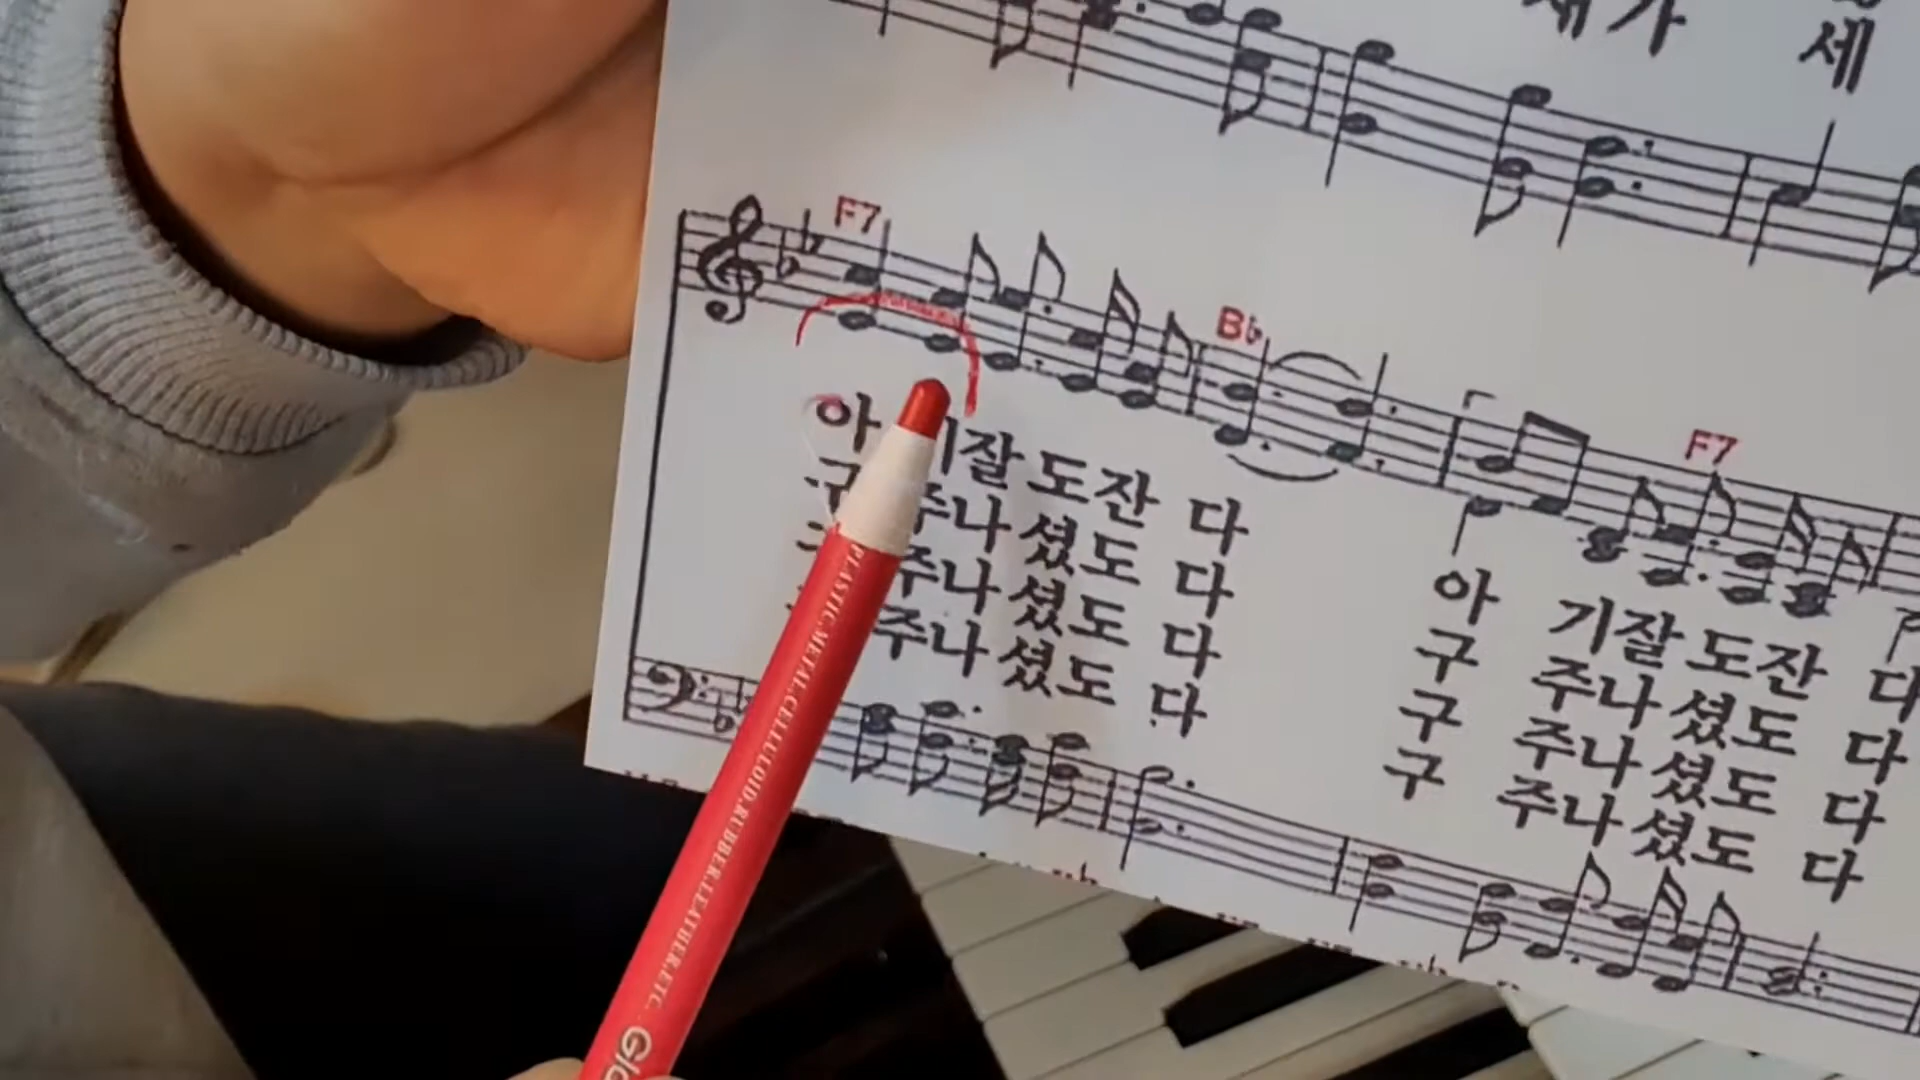 세
F7
B♭
F7
아 기잘도잔 다
주나셨도 다
주나셨도 다
주나셨도 다
아 기잘도잔 다
구 주나셨도 다
구 주나셨도 다
구 주나셨도 다
PLASTIC.METAL.CELLULOID.RUBBER.LEATHER.ETC.